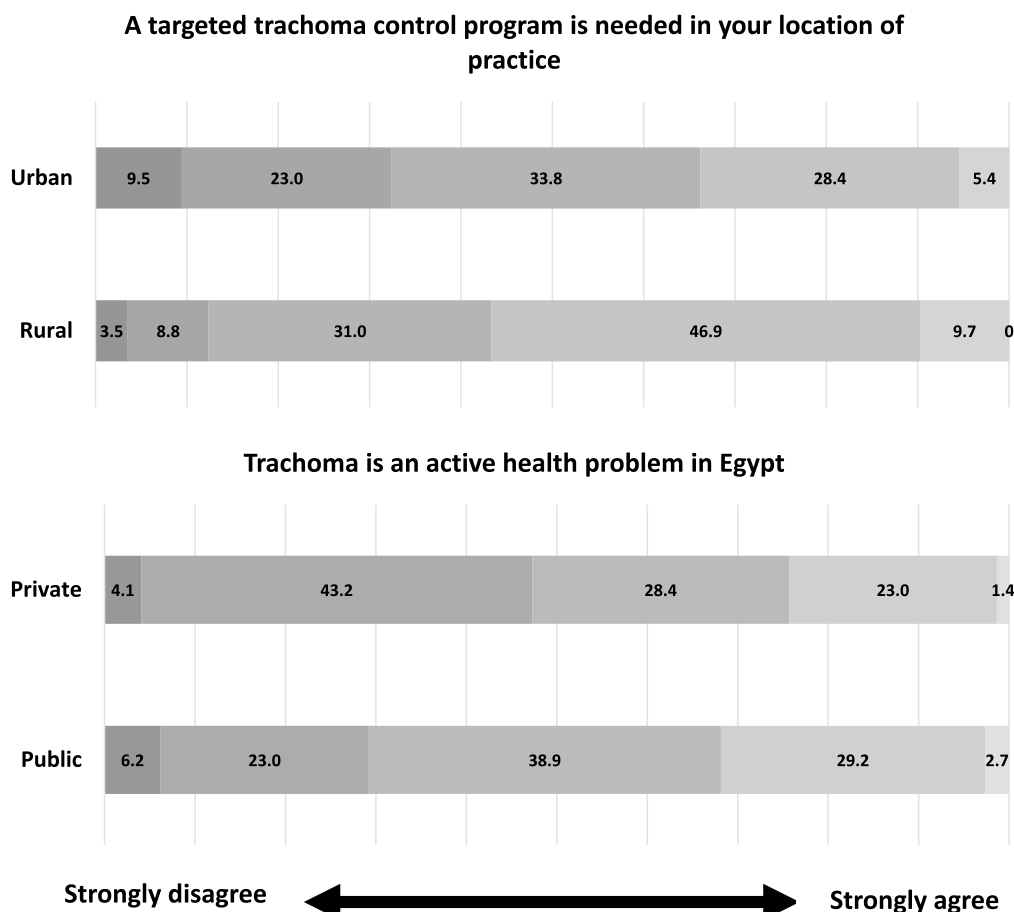 A targeted trachoma control program is needed in your location of
practice
Urban 9.5 23.0 33.8 28.4 5.4
Rural 3.5 8.8 31.0 46.9 9.7 0
Trachoma is an active health problem in Egypt
Private 4.1 43.2 28.4 23.0 1.4
Public 6.2 23.0 38.9 29.2 2.7
Strongly disagree Strongly agree